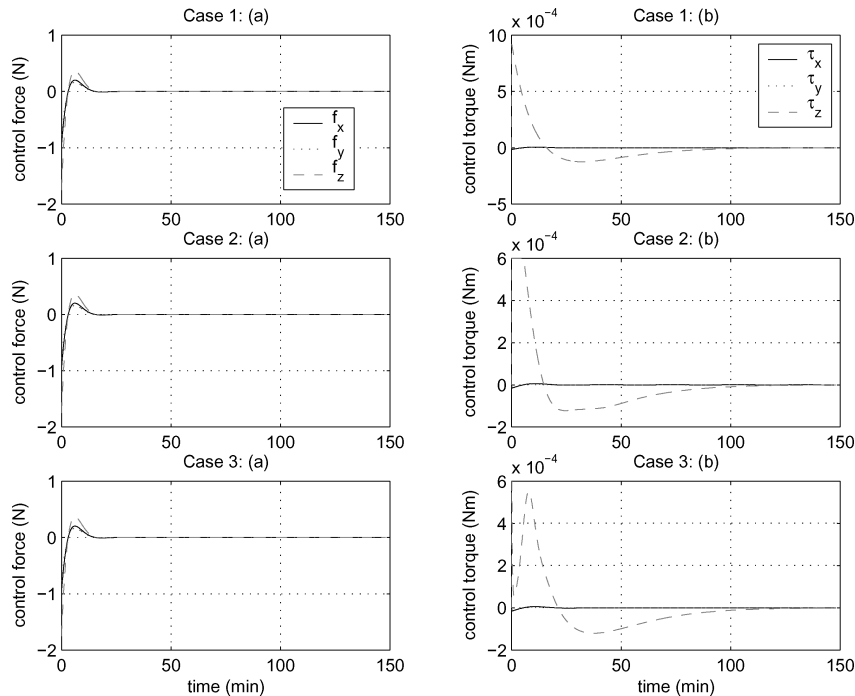 Case 1: (a)
control force (N)
1
0
−1
−2
0
50
100
150
f_x
f_y
f_z
Case 1: (b)
x 10^−4
control torque (Nm)
10
5
0
−5
0
50
100
150
τ_x
τ_y
τ_z
Case 2: (a)
control force (N)
1
0
−1
−2
0
50
100
150
Case 2: (b)
x 10^−4
control torque (Nm)
6
4
2
0
−2
0
50
100
150
Case 3: (a)
control force (N)
1
0
−1
−2
0
50
100
150
time (min)
Case 3: (b)
x 10^−4
control torque (Nm)
6
4
2
0
−2
0
50
100
150
time (min)